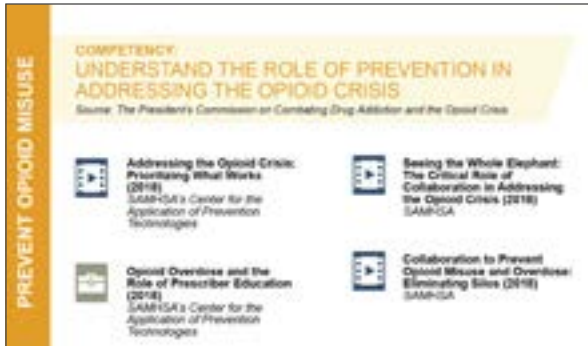 PREVENT OPIOID MISUSE
COMPETENCY:
UNDERSTAND THE ROLE OF PREVENTION IN
ADDRESSING THE OPIOID CRISIS
Source: The President's Commission on Combating Drug Addiction and the Opioid Crisis
Addressing the Opioid Crisis:
Prioritizing What Works
(2018)
SAMHSA's Center for the
Application of Prevention
Technologies
Seeing the Whole Elephant:
The Critical Role of
Collaboration in Addressing
the Opioid Crisis (2018)
SAMHSA
Opioid Overdose and the
Role of Prescriber Education
(2018)
SAMHSA's Center for the
Application of Prevention
Technologies
Collaboration to Prevent
Opioid Misuse and Overdose:
Eliminating Silos (2018)
SAMHSA